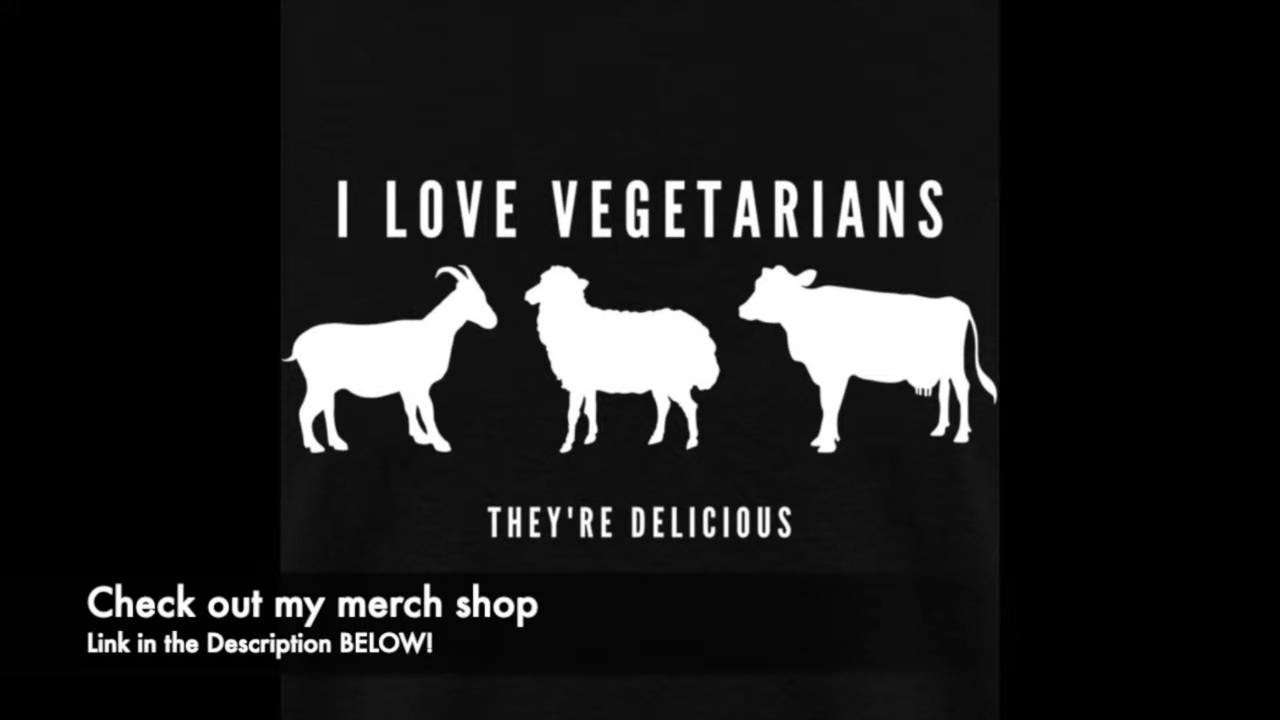 I LOVE VEGETARIANS
THEY'RE DELICIOUS
Check out my merch shop
Link in the Description BELOW!